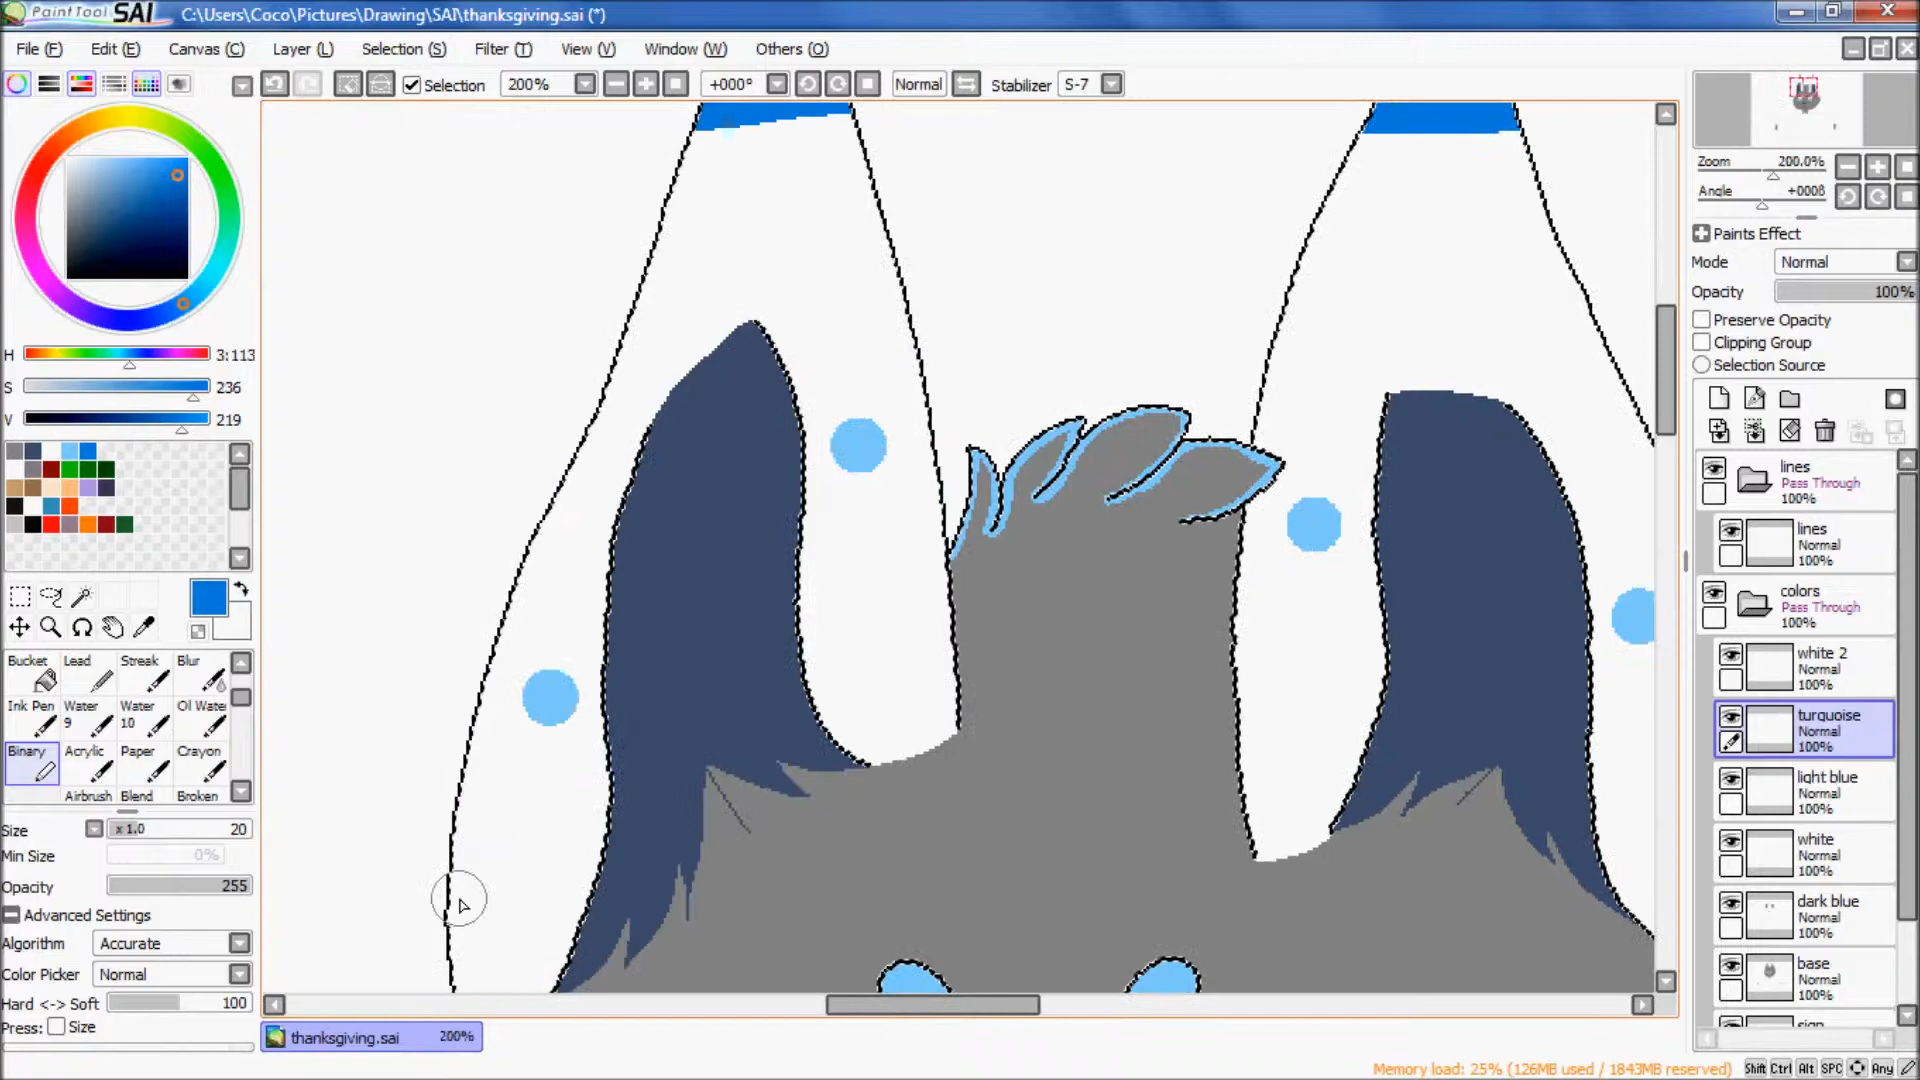 PaintTool SAI C:\Users\Coco\Pictures\Drawing\SAI\thanksgiving.sai (*)
File (F) Edit (E) Canvas (C) Layer (L) Selection (S) Filter (T) View (V) Window (W) Others (O)
Selection 200% +000° Normal Stabilizer S-7
Zoom 200.0%
Angle +000ß
Paints Effect
Mode Normal
Opacity 100%
Preserve Opacity
Clipping Group
Selection Source
H 3:113
S 236
V 219
Bucket Lead Streak Blur
Ink Pen Water 9 Water 10 Ol Wate
Binary Acrylic Paper Crayon
Airbrush Blend Broken
Size x 1.0 20
Min Size 0%
Opacity 255
Advanced Settings
Algorithm Accurate
Color Picker Normal
Hard <-> Soft 100
Press: Size
lines
Pass Through
100%
lines
Normal
100%
colors
Pass Through
100%
white 2
Normal
100%
turquoise
Normal
100%
light blue
Normal
100%
white
Normal
100%
dark blue
Normal
100%
base
Normal
100%
sign
thanksgiving.sai 200%
Memory load: 25% (126MB used / 1843MB reserved) Shift Ctrl Alt SPC Any